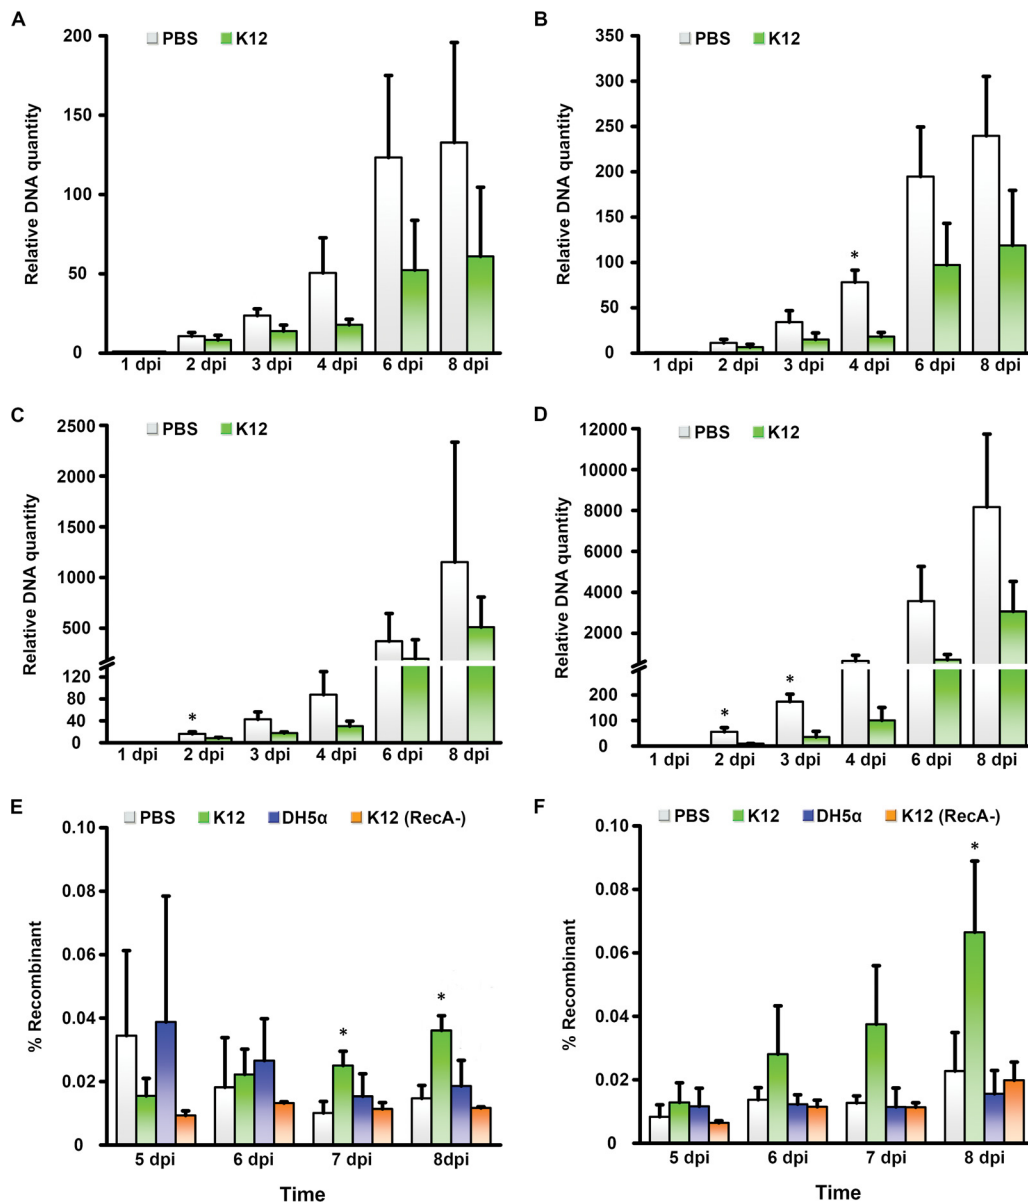 A
PBS K12
Relative DNA quantity
200
150
100
50
0
1 dpi 2 dpi 3 dpi 4 dpi 6 dpi 8 dpi
B
PBS K12
Relative DNA quantity
350
300
250
200
150
100
50
0
*
1 dpi 2 dpi 3 dpi 4 dpi 6 dpi 8 dpi
C
PBS K12
Relative DNA quantity
2500
2000
1000
500
120
80
40
0
*
1 dpi 2 dpi 3 dpi 4 dpi 6 dpi 8 dpi
D
PBS K12
Relative DNA quantity
12000
10000
8000
6000
4000
2000
200
100
0
* *
1 dpi 2 dpi 3 dpi 4 dpi 6 dpi 8 dpi
E
PBS K12 DH5α K12 (RecA-)
% Recombinant
0.10
0.08
0.06
0.04
0.02
0
* *
5 dpi 6 dpi 7 dpi 8dpi
Time
F
PBS K12 DH5α K12 (RecA-)
% Recombinant
0.10
0.08
0.06
0.04
0.02
0
*
5 dpi 6 dpi 7 dpi 8 dpi
Time